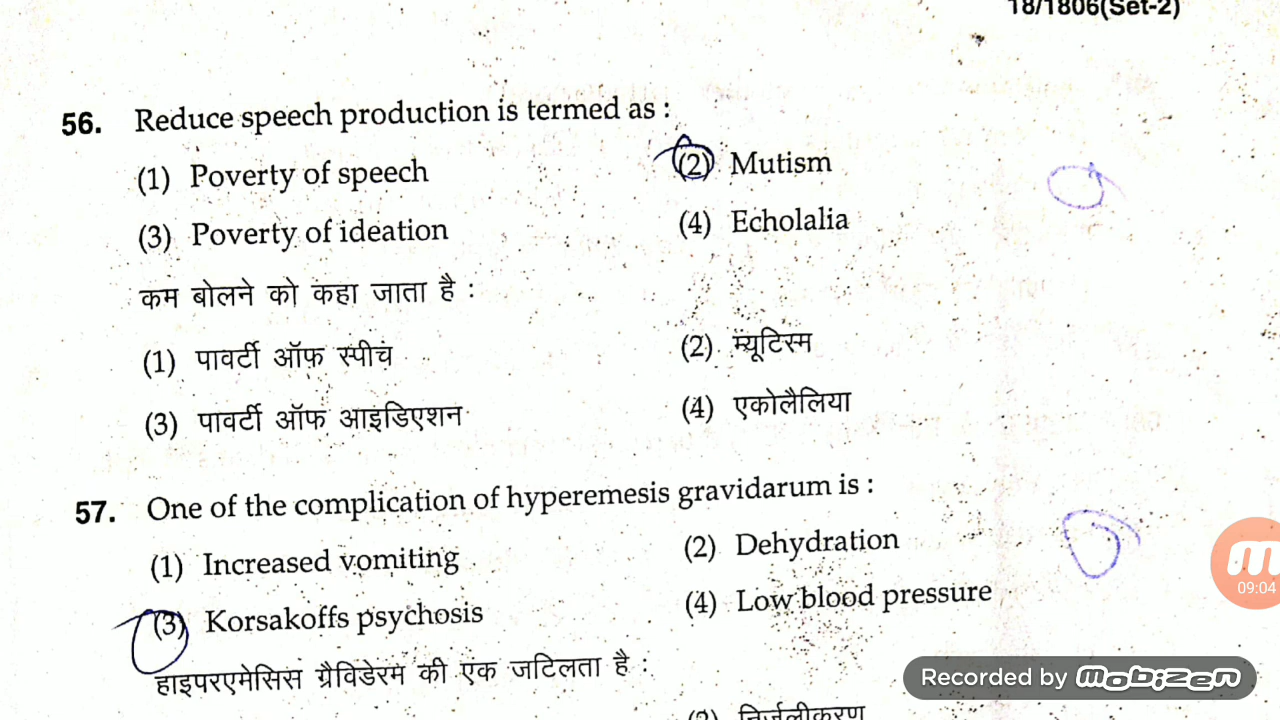 18/1806(Set-2)
56. Reduce speech production is termed as :
(1) Poverty of speech (2) Mutism
(3) Poverty of ideation (4) Echolalia
कम बोलने को कहा जाता है :
(1) पावर्टी ऑफ़ स्पीच (2) म्यूटिस्म
(3) पावर्टी ऑफ आइडिएशन (4) एकोलैलिया
57. One of the complication of hyperemesis gravidarum is :
(1) Increased vomiting (2) Dehydration
(3) Korsakoffs psychosis (4) Low blood pressure
हाइपरएमेसिस ग्रैविडेरम की एक जटिलता है :
(2) निर्जलीकरण
09:04
Recorded by mobizen